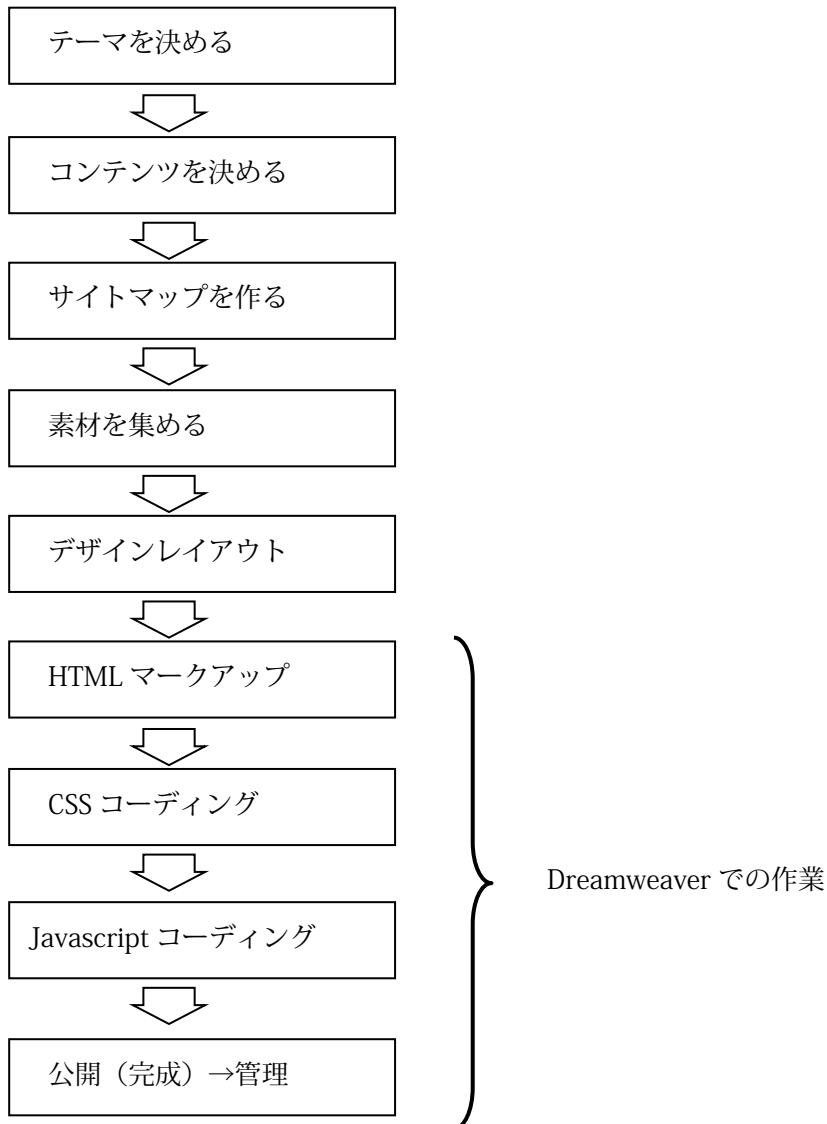 テーマを決める
コンテンツを決める
サイトマップを作る
素材を集める
デザインレイアウト
HTML マークアップ
CSS コーディング
Dreamweaver での作業
Javascript コーディング
公開（完成）→管理